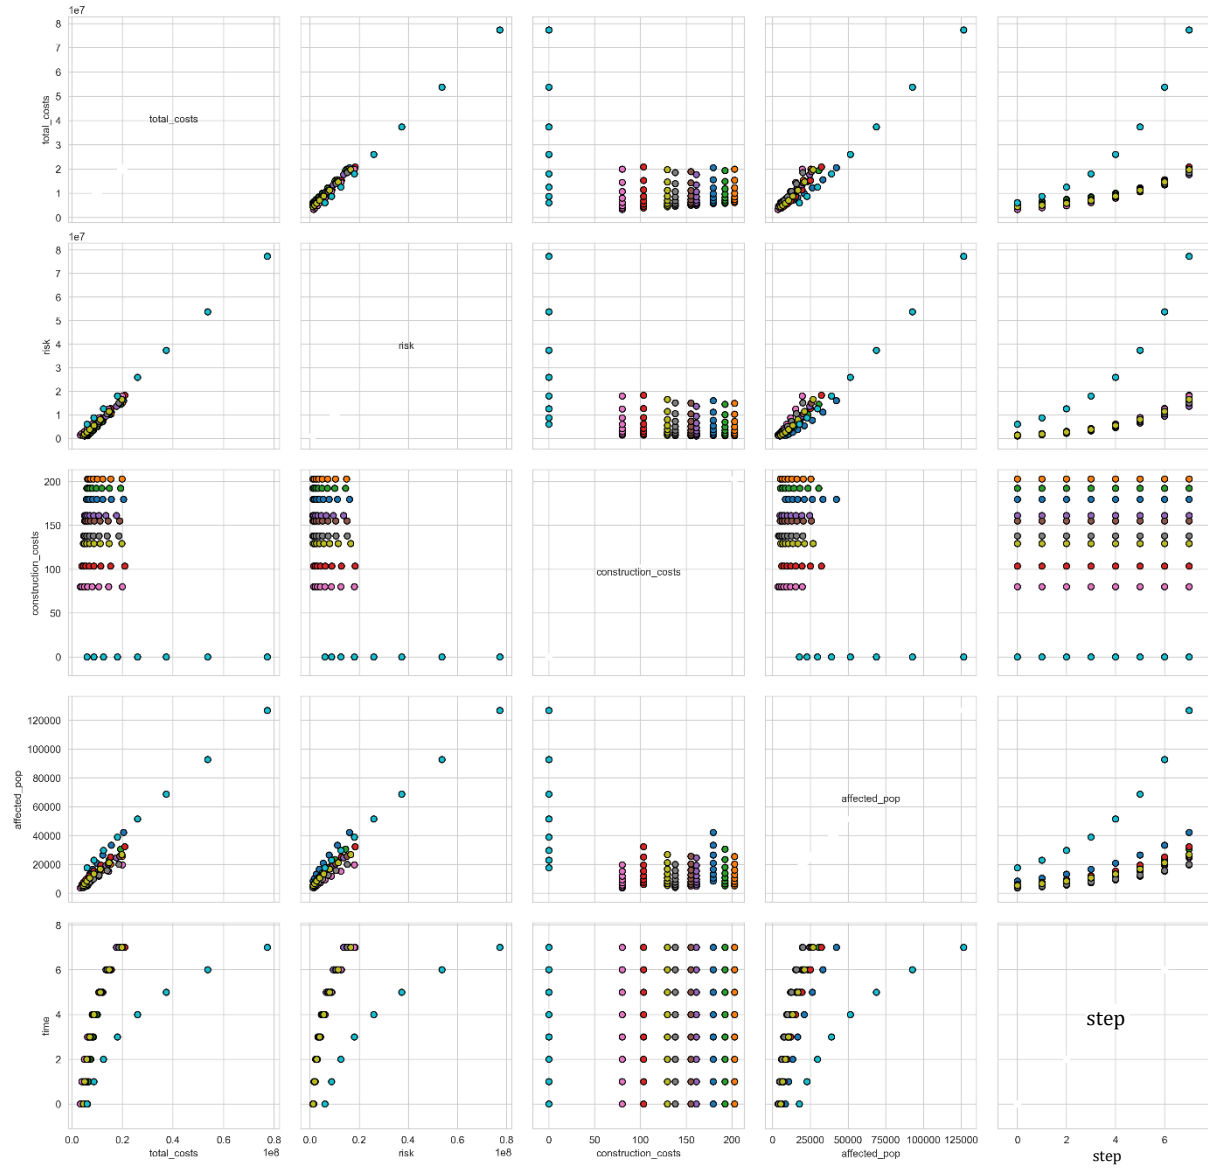 1e7
8
7
6
5
4
3
2
1
0
total_costs
total_costs
1e7
8
7
6
5
4
3
2
1
0
risk
risk
200
150
100
50
0
construction_costs
construction_costs
120000
100000
80000
60000
40000
20000
0
affected_pop
affected_pop
8
6
4
2
0
time
step
0.0 0.2 0.4 0.6 0.8
total_costs
1e8
0.0 0.2 0.4 0.6 0.8
risk
1e8
0 50 100 150 200
construction_costs
0 25000 50000 75000 100000 125000
affected_pop
0 2 4 6
step